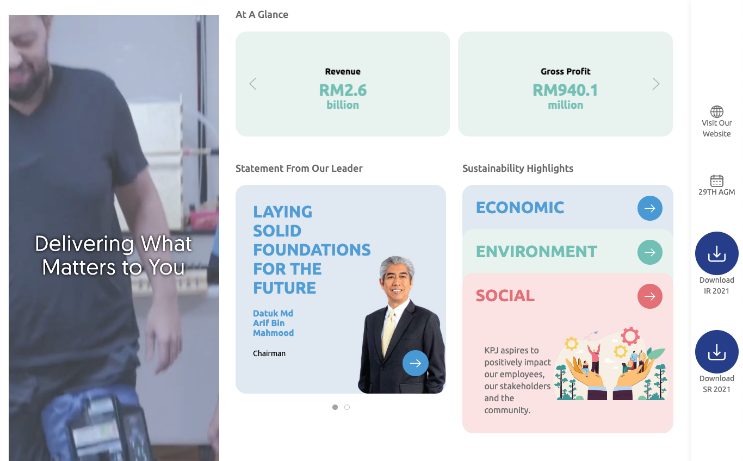 At A Glance
Revenue
RM2.6
billion
Gross Profit
RM940.1
million
Delivering What
Matters to You
Statement From Our Leader
LAYING
SOLID
FOUNDATIONS
FOR THE
FUTURE
Datuk Md
Arif Bin
Mahmood
Chairman
Sustainability Highlights
ECONOMIC
ENVIRONMENT
SOCIAL
KPJ aspires to
positively impact
our employees,
our stakeholders
and the
community.
Visit Our
Website
29TH AGM
Download
IR 2021
Download
SR 2021